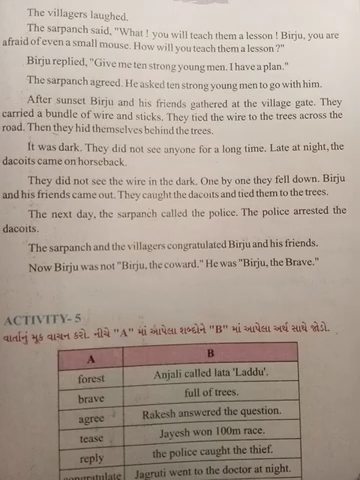 The villagers laughed.
The sarpanch said, "What ! you will teach them a lesson ! Birju, you are
afraid of even a small mouse. How will you teach them a lesson ?"
Birju replied, "Give me ten strong young men. I have a plan."
The sarpanch agreed. He asked ten strong young men to go with him.
After sunset Birju and his friends gathered at the village gate. They
carried a bundle of wire and sticks. They tied the wire to the trees across the
road. Then they hid themselves behind the trees.
It was dark. They did not see anyone for a long time. Late at night, the
dacoits came on horseback.
They did not see the wire in the dark. One by one they fell down. Birju
and his friends came out. They caught the dacoits and tied them to the trees.
The next day, the sarpanch called the police. The police arrested the
dacoits.
The sarpanch and the villagers congratulated Birju and his friends.
Now Birju was not "Birju, the coward." He was "Birju, the Brave."
ACTIVITY- 5
વાર્તાનું મૂક વાચન કરો. નીચે "A" માં આપેલા શબ્દોને "B" માં આપેલા અર્થ સાથે જોડો.
A B
forest Anjali called lata 'Laddu'.
brave full of trees.
agree Rakesh answered the question.
tease Jayesh won 100m race.
reply the police caught the thief.
congratulate Jagruti went to the doctor at night.